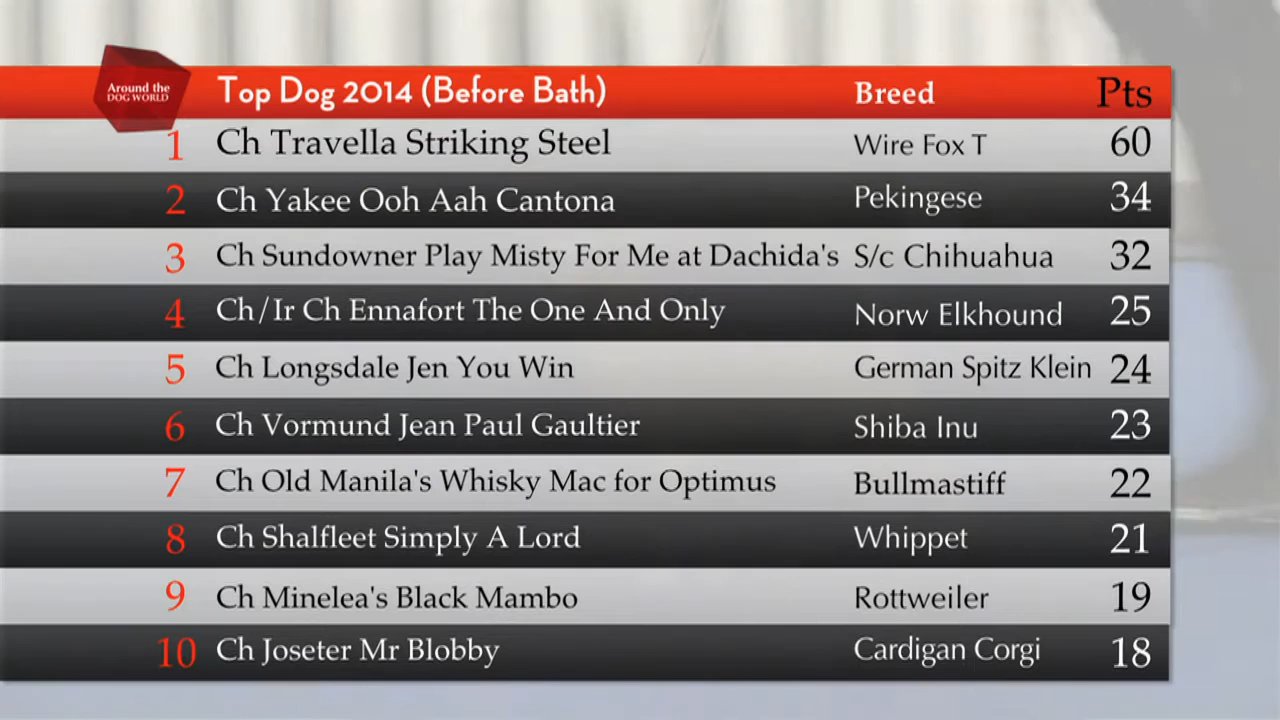 Around the
DOG WORLD
Top Dog 2014 (Before Bath) Breed Pts
1 Ch Travella Striking Steel Wire Fox T 60
2 Ch Yakee Ooh Aah Cantona Pekingese 34
3 Ch Sundowner Play Misty For Me at Dachida's S/c Chihuahua 32
4 Ch/Ir Ch Ennafort The One And Only Norw Elkhound 25
5 Ch Longsdale Jen You Win German Spitz Klein 24
6 Ch Vormund Jean Paul Gaultier Shiba Inu 23
7 Ch Old Manila's Whisky Mac for Optimus Bullmastiff 22
8 Ch Shalfleet Simply A Lord Whippet 21
9 Ch Minelea's Black Mambo Rottweiler 19
10 Ch Joseter Mr Blobby Cardigan Corgi 18